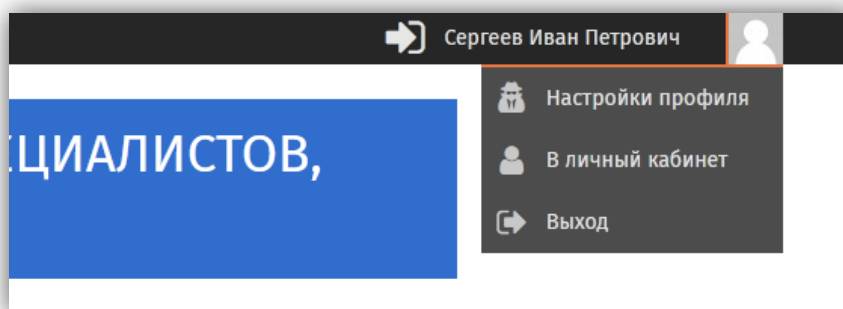 Сергеев Иван Петрович
Настройки профиля
ЦИАЛИСТОВ,
В личный кабинет
Выход